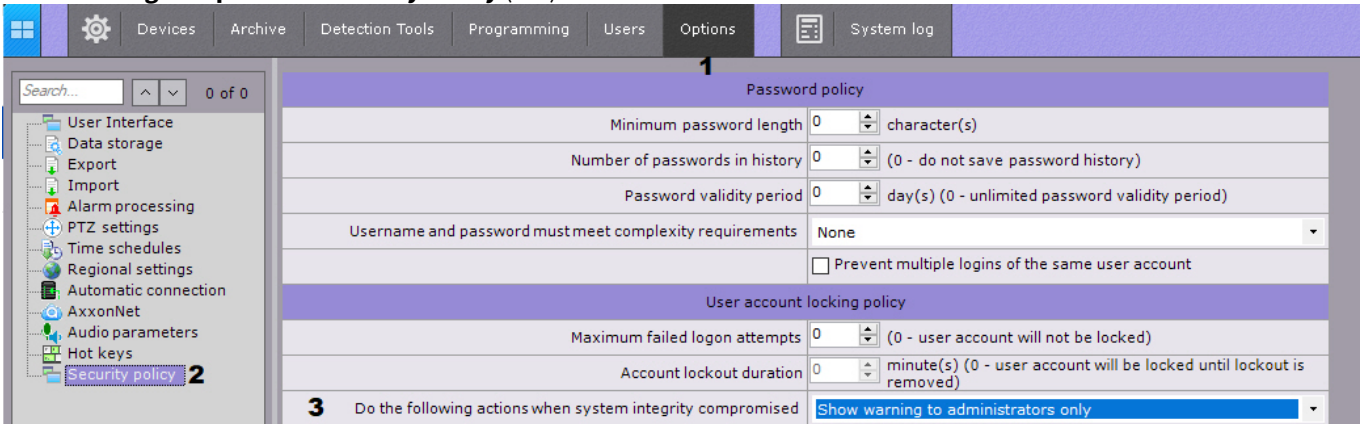 Devices Archive Detection Tools Programming Users Options System log
1
Search... 0 of 0
User Interface
Data storage
Export
Import
Alarm processing
PTZ settings
Time schedules
Regional settings
Automatic connection
AxxonNet
Audio parameters
Hot keys
Security policy 2
Password policy
Minimum password length 0 character(s)
Number of passwords in history 0 (0 - do not save password history)
Password validity period 0 day(s) (0 - unlimited password validity period)
Username and password must meet complexity requirements None
Prevent multiple logins of the same user account
User account locking policy
Maximum failed logon attempts 0 (0 - user account will not be locked)
Account lockout duration 0 minute(s) (0 - user account will be locked until lockout is
removed)
3 Do the following actions when system integrity compromised Show warning to administrators only